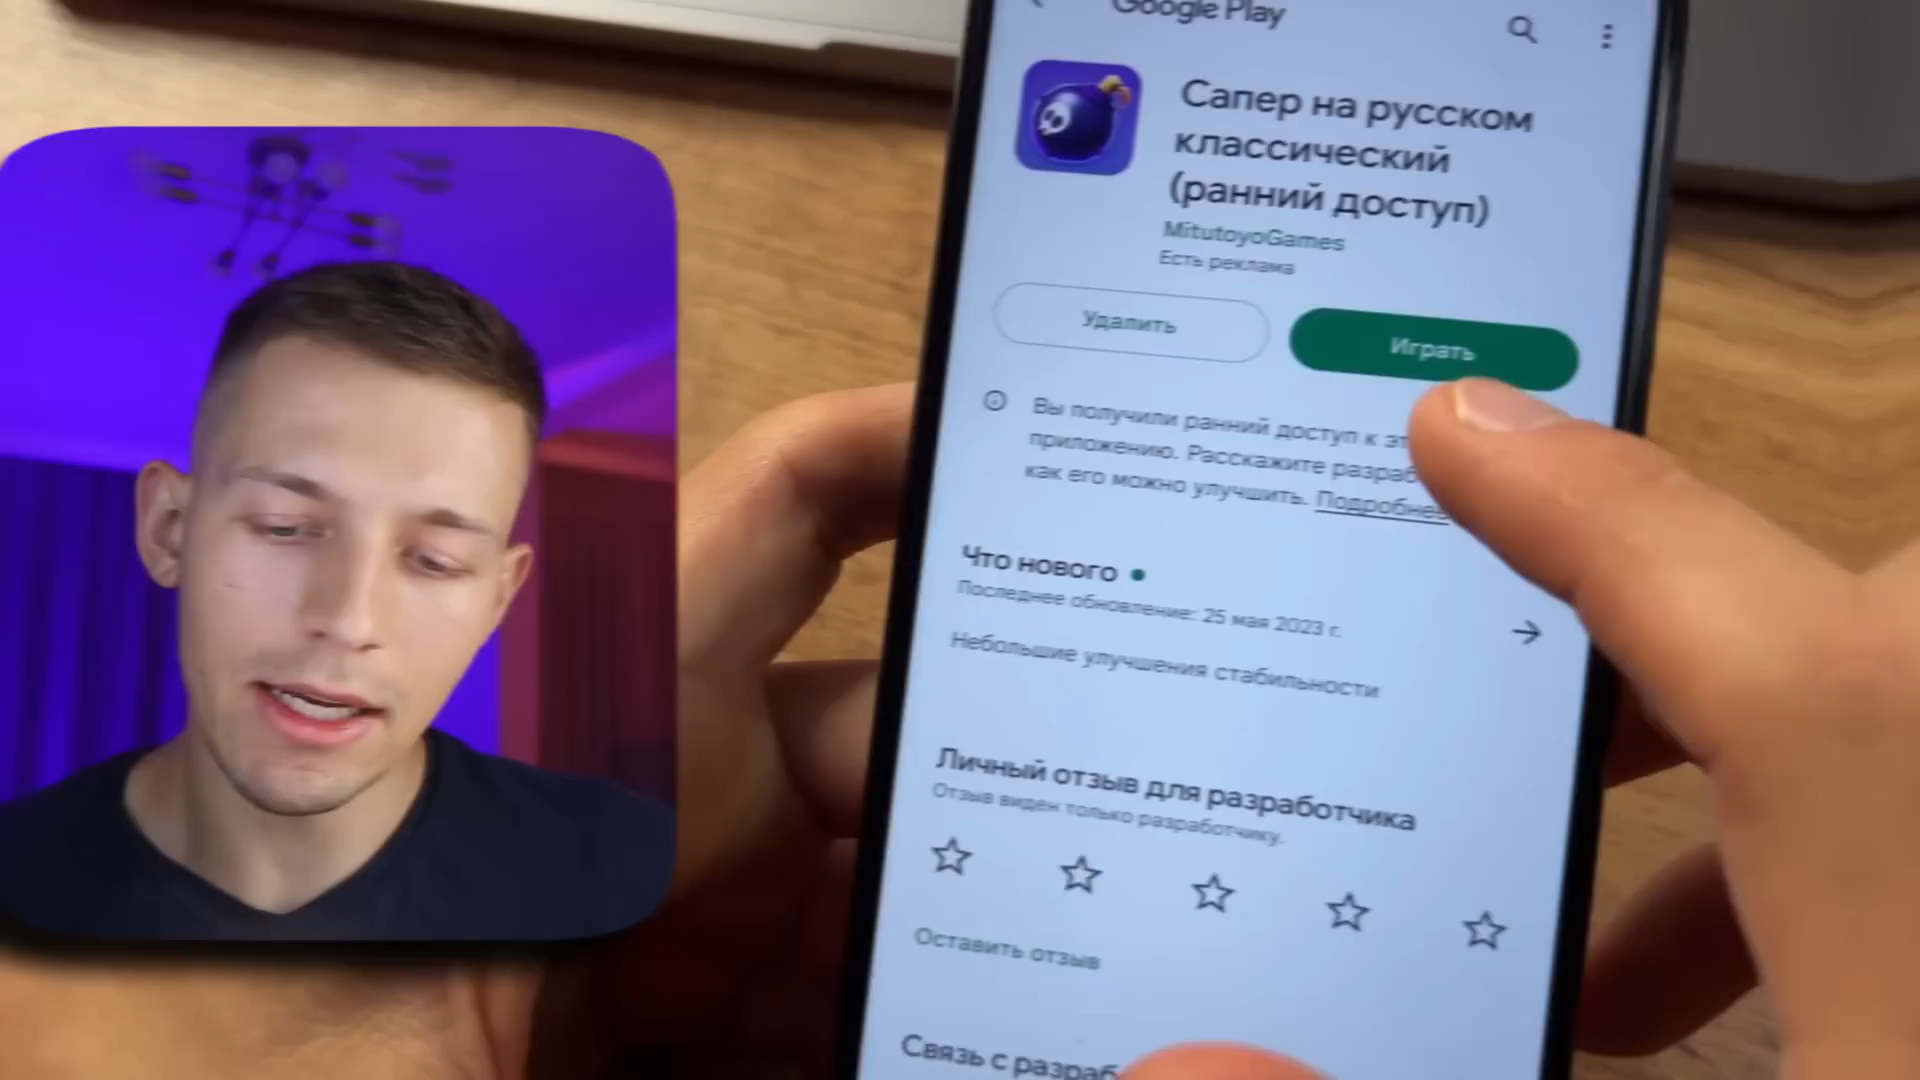 Google Play
Сапер на русском
классический
(ранний доступ)
MitutoyoGames
Есть реклама
Удалить
Играть
Вы получили ранний доступ к
приложению. Расскажите
как его можно улучшить. Подробнее
Что нового
Последнее обновление: 25 мая 2023 г.
Небольшие улучшения стабильности
Личный отзыв для разработчика
Отзыв виден только разработчику.
Оставить отзыв
Связь с